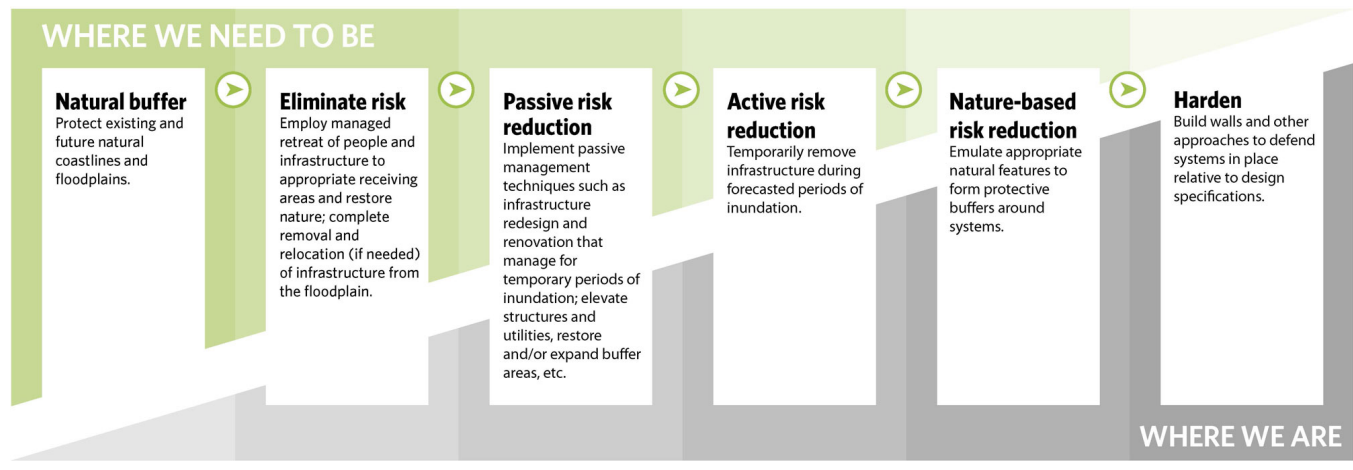 WHERE WE NEED TO BE
Natural buffer
Protect existing and
future natural
coastlines and
floodplains.
Eliminate risk
Employ managed
retreat of people and
infrastructure to
appropriate receiving
areas and restore
nature; complete
removal and
relocation (if needed)
of infrastructure from
the floodplain.
Passive risk
reduction
Implement passive
management
techniques such as
infrastructure
redesign and
renovation that
manage for
temporary periods of
inundation; elevate
structures and
utilities, restore
and/or expand buffer
areas, etc.
Active risk
reduction
Temporarily remove
infrastructure during
forecasted periods of
inundation.
Nature-based
risk reduction
Emulate appropriate
natural features to
form protective
buffers around
systems.
Harden
Build walls and other
approaches to defend
systems in place
relative to design
specifications.
WHERE WE ARE